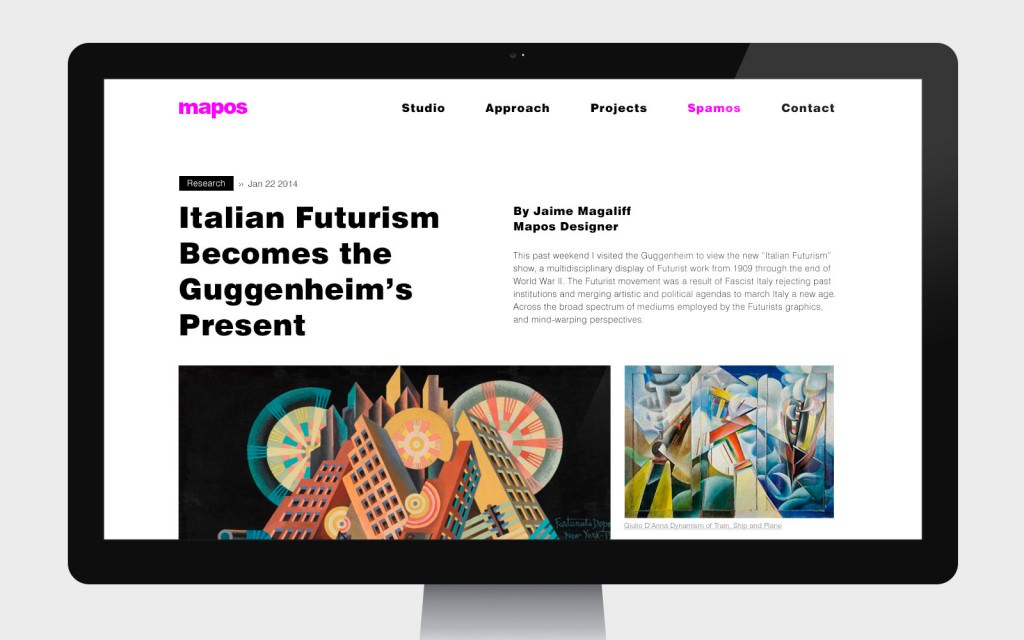 mapos
Studio Approach Projects Spamos Contact
Research ›› Jan 22 2014
Italian Futurism
Becomes the
Guggenheim’s
Present
By Jaime Magaliff
Mapos Designer
This past weekend I visited the Guggenheim to view the new “Italian Futurism”
show, a multidisciplinary display of Futurist work from 1909 through the end of
World War II. The Futurist movement was a result of Fascist Italy rejecting past
institutions and merging artistic and political agendas to march Italy a new age.
Across the broad spectrum of mediums employed by the Futurists graphics,
and mind-warping perspectives.
Fortunato Depe
New York-
Giulio D'Anna Dynamism of Train, Ship and Plane